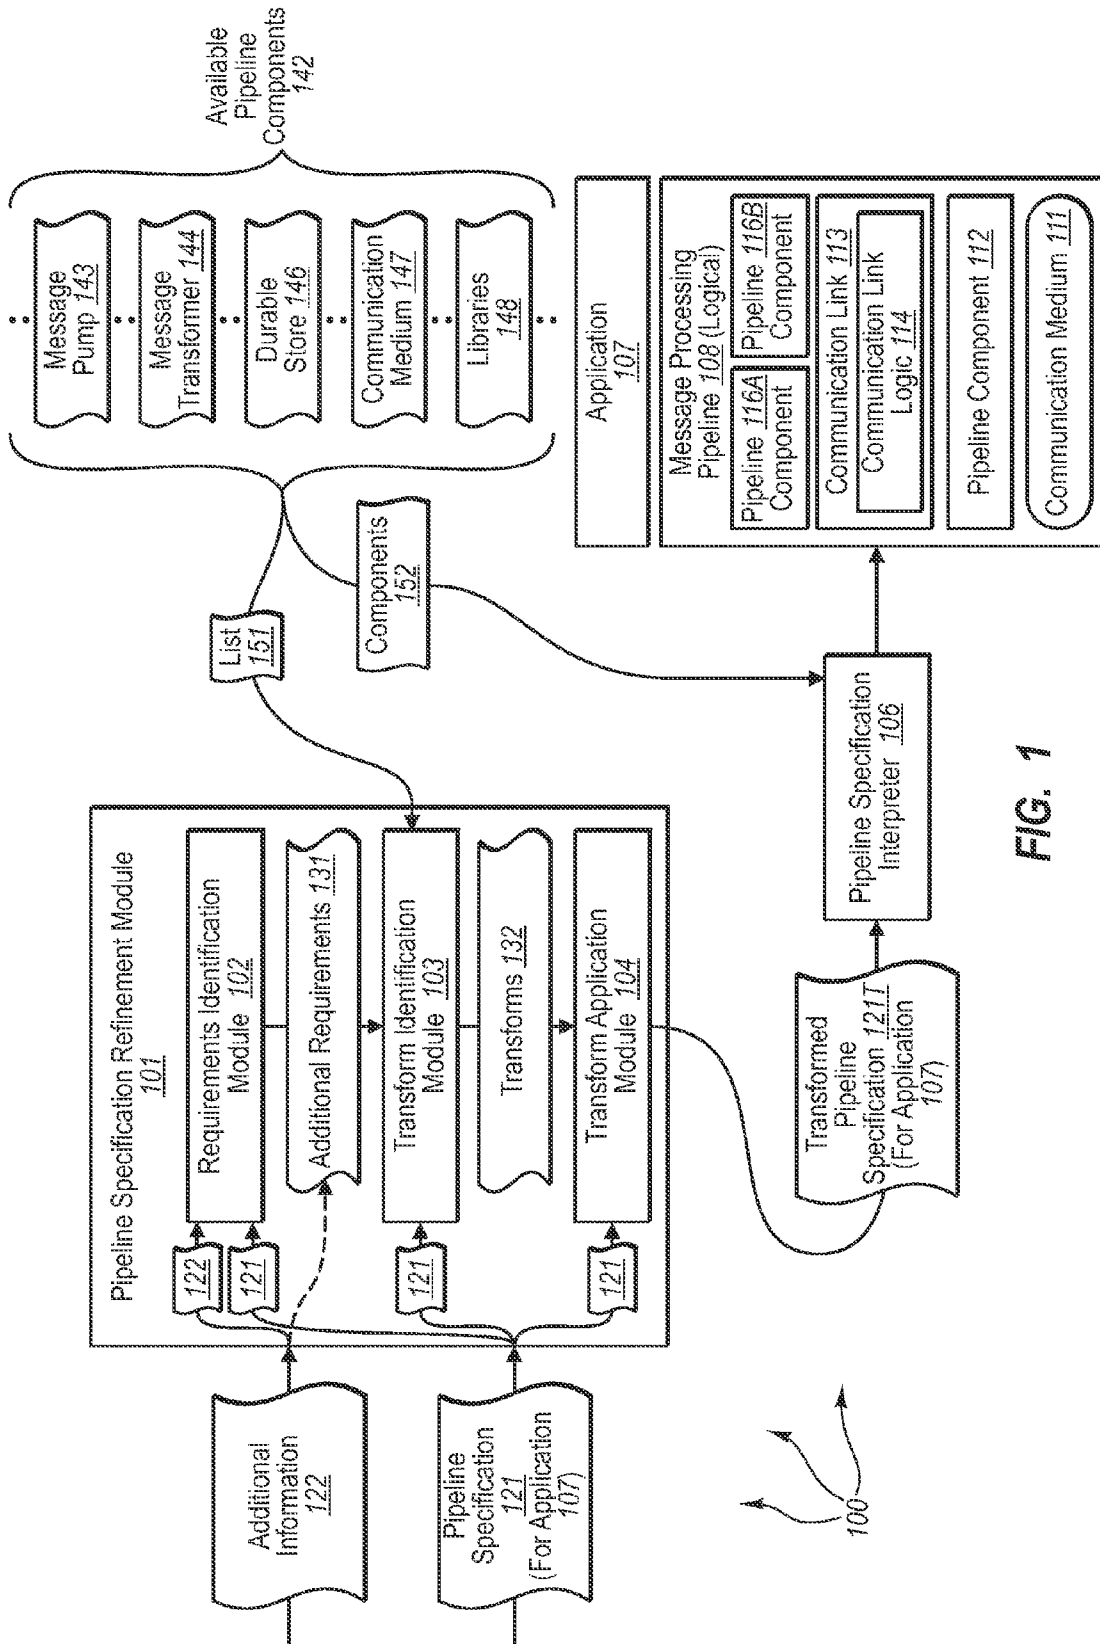 Additional
Information
122
Pipeline
Specification
121
(For Application
107)
100
Pipeline Specification Refinement Module
101
122
121
121
121
Requirements Identification
Module 102
Additional Requirements 131
Transform Identification
Module 103
Transforms 132
Transform Application
Module 104
List
151
Components
152
Message
Pump 143
Message
Transformer 144
Durable
Store 146
Communication
Medium 147
Libraries
148
Available
Pipeline
Components
142
Transformed
Pipeline
Specification 121T
(For Application
107)
Pipeline Specification
Interpreter 106
Application
107
Message Processing
Pipeline 108 (Logical)
Pipeline 116A
Component
Pipeline 116B
Component
Communication Link 113
Communication Link
Logic 114
Pipeline Component 112
Communication Medium 111
FIG. 1